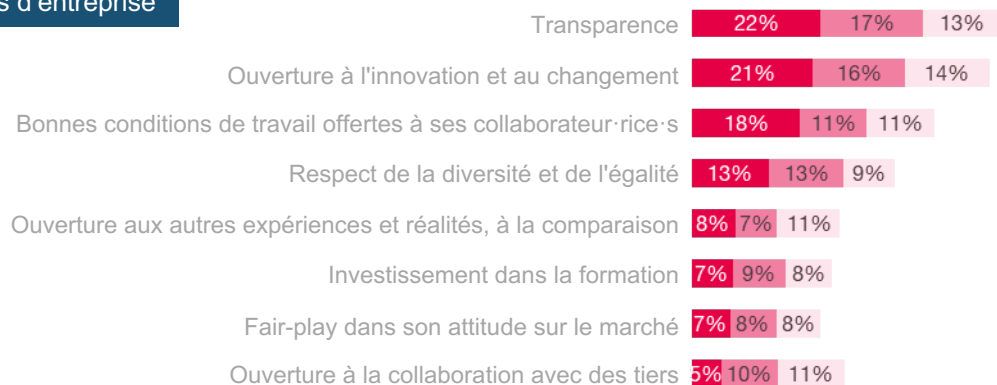 d'entreprise
Transparence 22% 17% 13%
Ouverture à l'innovation et au changement 21% 16% 14%
Bonnes conditions de travail offertes à ses collaborateur·rice·s 18% 11% 11%
Respect de la diversité et de l'égalité 13% 13% 9%
Ouverture aux autres expériences et réalités, à la comparaison 8% 7% 11%
Investissement dans la formation 7% 9% 8%
Fair-play dans son attitude sur le marché 7% 8% 8%
Ouverture à la collaboration avec des tiers 5% 10% 11%